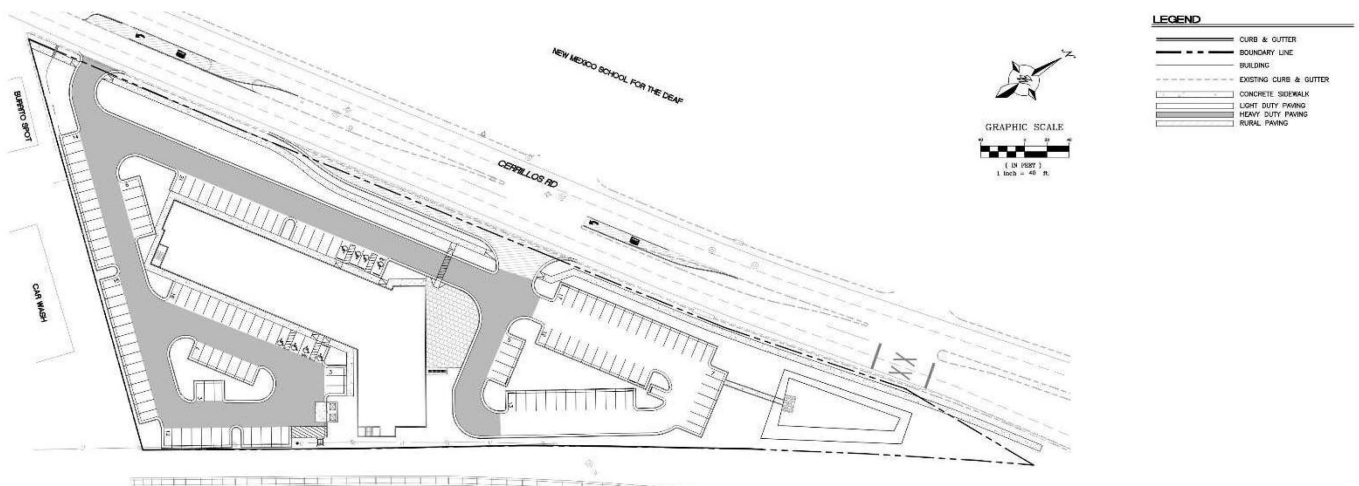 LEGEND
CURB & GUTTER
BOUNDARY LINE
BUILDING
EXISTING CURB & GUTTER
CONCRETE SIDEWALK
LIGHT DUTY PAVING
HEAVY DUTY PAVING
RURAL PAVING
NEW MEXICO SCHOOL FOR THE DEAF
GRAPHIC SCALE
( IN FEET )
1 inch = 40 ft.
CERRILLOS RD
BURRITO SPOT
CAR WASH